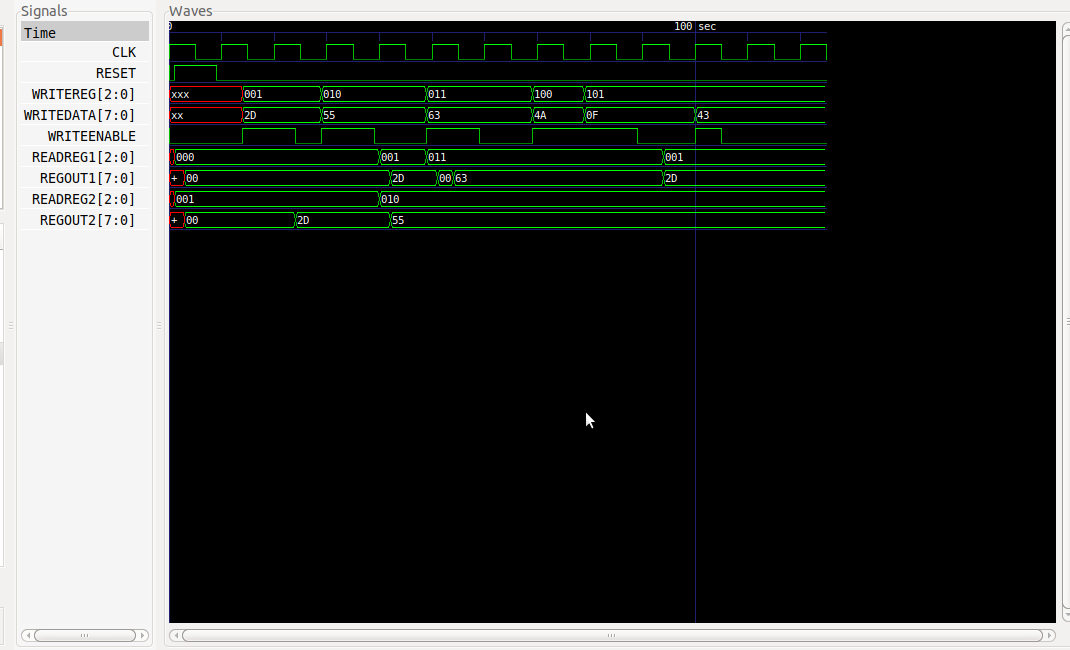 Signals
Waves
Time
0
100 sec
CLK
RESET
WRITEREG[2:0]
xxx 001 010 011 100 101
WRITEDATA[7:0]
xx 2D 55 63 4A 0F 43
WRITEENABLE
READREG1[2:0]
000 001 011 001
REGOUT1[7:0]
+ 00 2D 00 63 2D
READREG2[2:0]
001 010
REGOUT2[7:0]
+ 00 2D 55